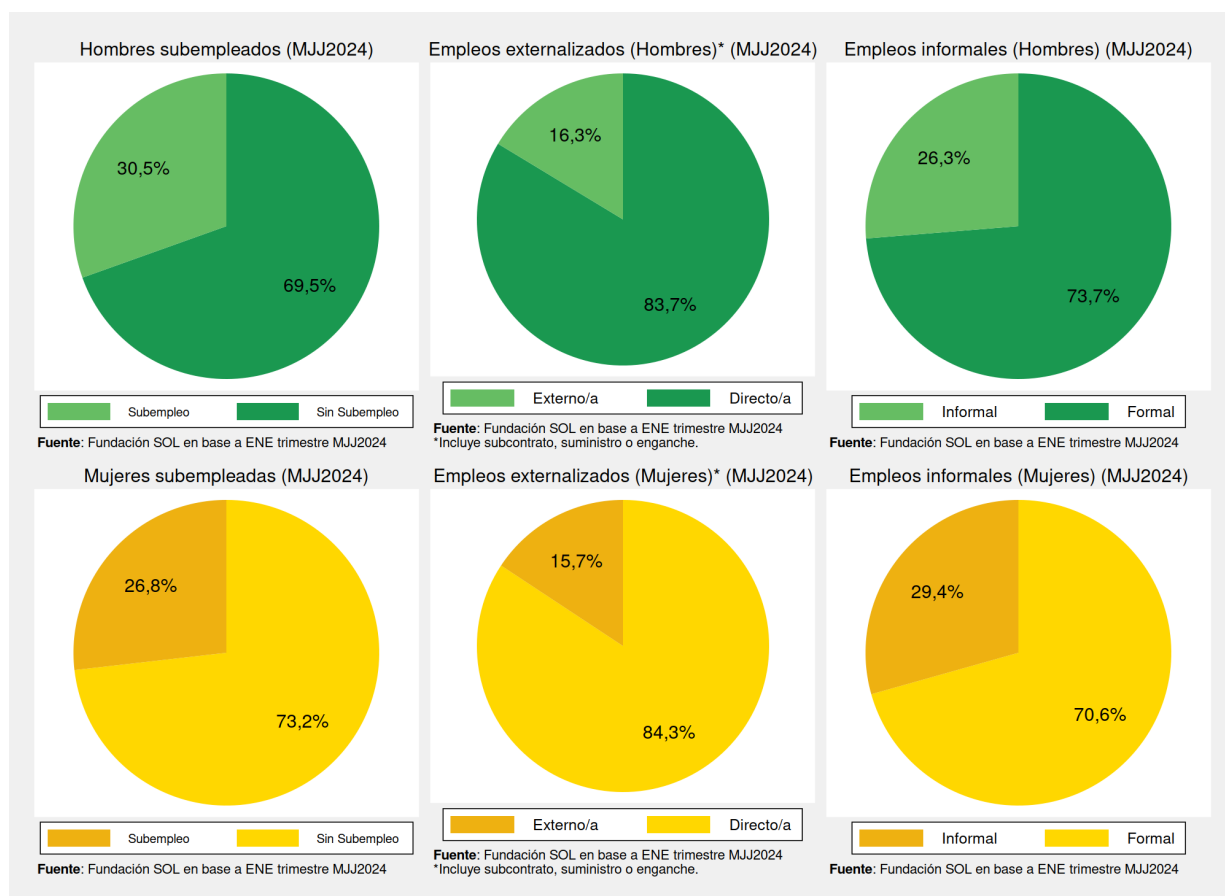 Hombres subempleados (MJJ2024)
30,5%
69,5%
Subempleo Sin Subempleo
Fuente: Fundación SOL en base a ENE trimestre MJJ2024
Empleos externalizados (Hombres)* (MJJ2024)
16,3%
83,7%
Externo/a Directo/a
Fuente: Fundación SOL en base a ENE trimestre MJJ2024
*Incluye subcontrato, suministro o enganche.
Empleos informales (Hombres) (MJJ2024)
26,3%
73,7%
Informal Formal
Fuente: Fundación SOL en base a ENE trimestre MJJ2024
Mujeres subempleadas (MJJ2024)
26,8%
73,2%
Subempleo Sin Subempleo
Fuente: Fundación SOL en base a ENE trimestre MJJ2024
Empleos externalizados (Mujeres)* (MJJ2024)
15,7%
84,3%
Externo/a Directo/a
Fuente: Fundación SOL en base a ENE trimestre MJJ2024
*Incluye subcontrato, suministro o enganche.
Empleos informales (Mujeres) (MJJ2024)
29,4%
70,6%
Informal Formal
Fuente: Fundación SOL en base a ENE trimestre MJJ2024